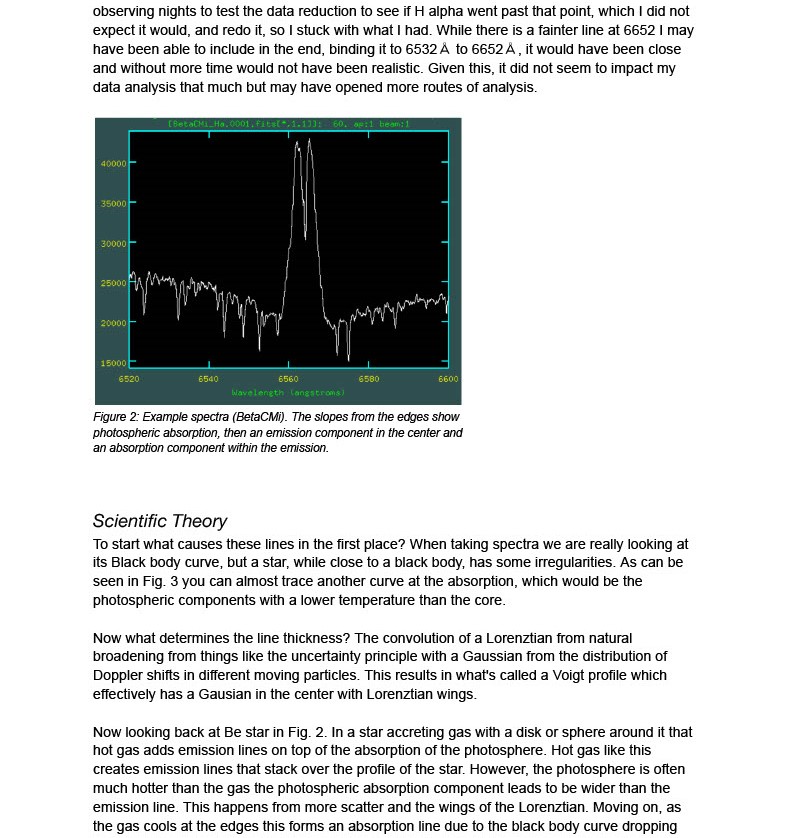 observing nights to test the data reduction to see if H alpha went past that point, which I did not
expect it would, and redo it, so I stuck with what I had. While there is a fainter line at 6652 I may
have been able to include in the end, binding it to 6532 Å to 6652 Å , it would have been close
and without more time would not have been realistic. Given this, it did not seem to impact my
data analysis that much but may have opened more routes of analysis.
[BetaCMi_Ha.0001.fits[*,1,1]]: 60. ap:1 beam:1
40000
35000
30000
25000
20000
15000
6520 6540 6560 6580 6600
Wavelength (angstroms)
Figure 2: Example spectra (BetaCMi). The slopes from the edges show
photospheric absorption, then an emission component in the center and
an absorption component within the emission.
Scientific Theory
To start what causes these lines in the first place? When taking spectra we are really looking at
its Black body curve, but a star, while close to a black body, has some irregularities. As can be
seen in Fig. 3 you can almost trace another curve at the absorption, which would be the
photospheric components with a lower temperature than the core.
Now what determines the line thickness? The convolution of a Lorenztian from natural
broadening from things like the uncertainty principle with a Gaussian from the distribution of
Doppler shifts in different moving particles. This results in what's called a Voigt profile which
effectively has a Gausian in the center with Lorenztian wings.
Now looking back at Be star in Fig. 2. In a star accreting gas with a disk or sphere around it that
hot gas adds emission lines on top of the absorption of the photosphere. Hot gas like this
creates emission lines that stack over the profile of the star. However, the photosphere is often
much hotter than the gas the photospheric absorption component leads to be wider than the
emission line. This happens from more scatter and the wings of the Lorenztian. Moving on, as
the gas cools at the edges this forms an absorption line due to the black body curve dropping